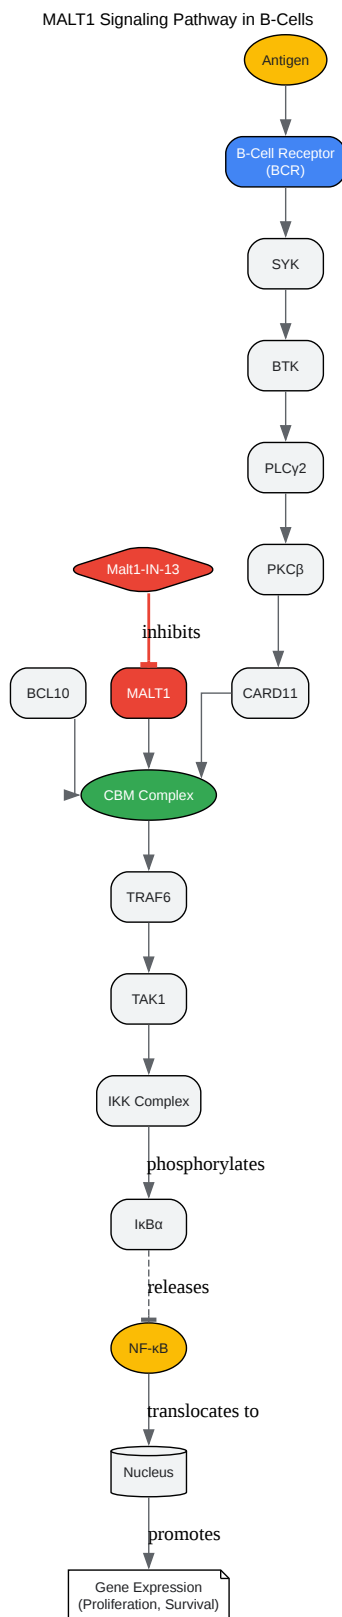 MALT1 Signaling Pathway in B-Cells
Antigen
B-Cell Receptor
(BCR)
SYK
BTK
PLCγ2
PKCβ
Malt1-IN-13
inhibits
BCL10
MALT1
CARD11
CBM Complex
TRAF6
TAK1
IKK Complex
phosphorylates
IκBα
releases
NF-κB
translocates to
Nucleus
promotes
Gene Expression
(Proliferation, Survival)